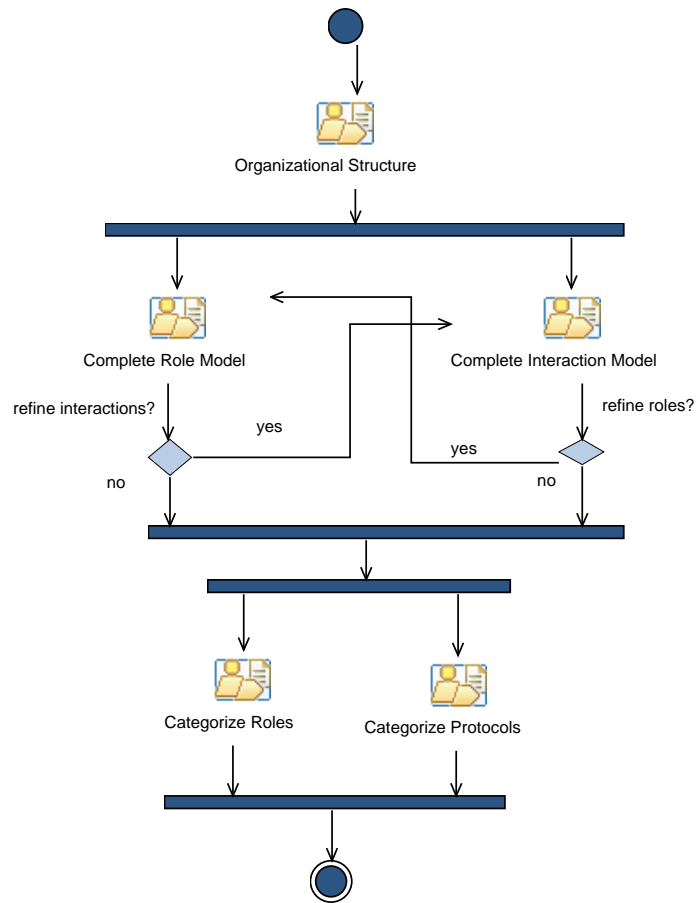 Organizational Structure
Complete Role Model
Complete Interaction Model
refine interactions?
refine roles?
yes
yes
no
no
Categorize Roles
Categorize Protocols